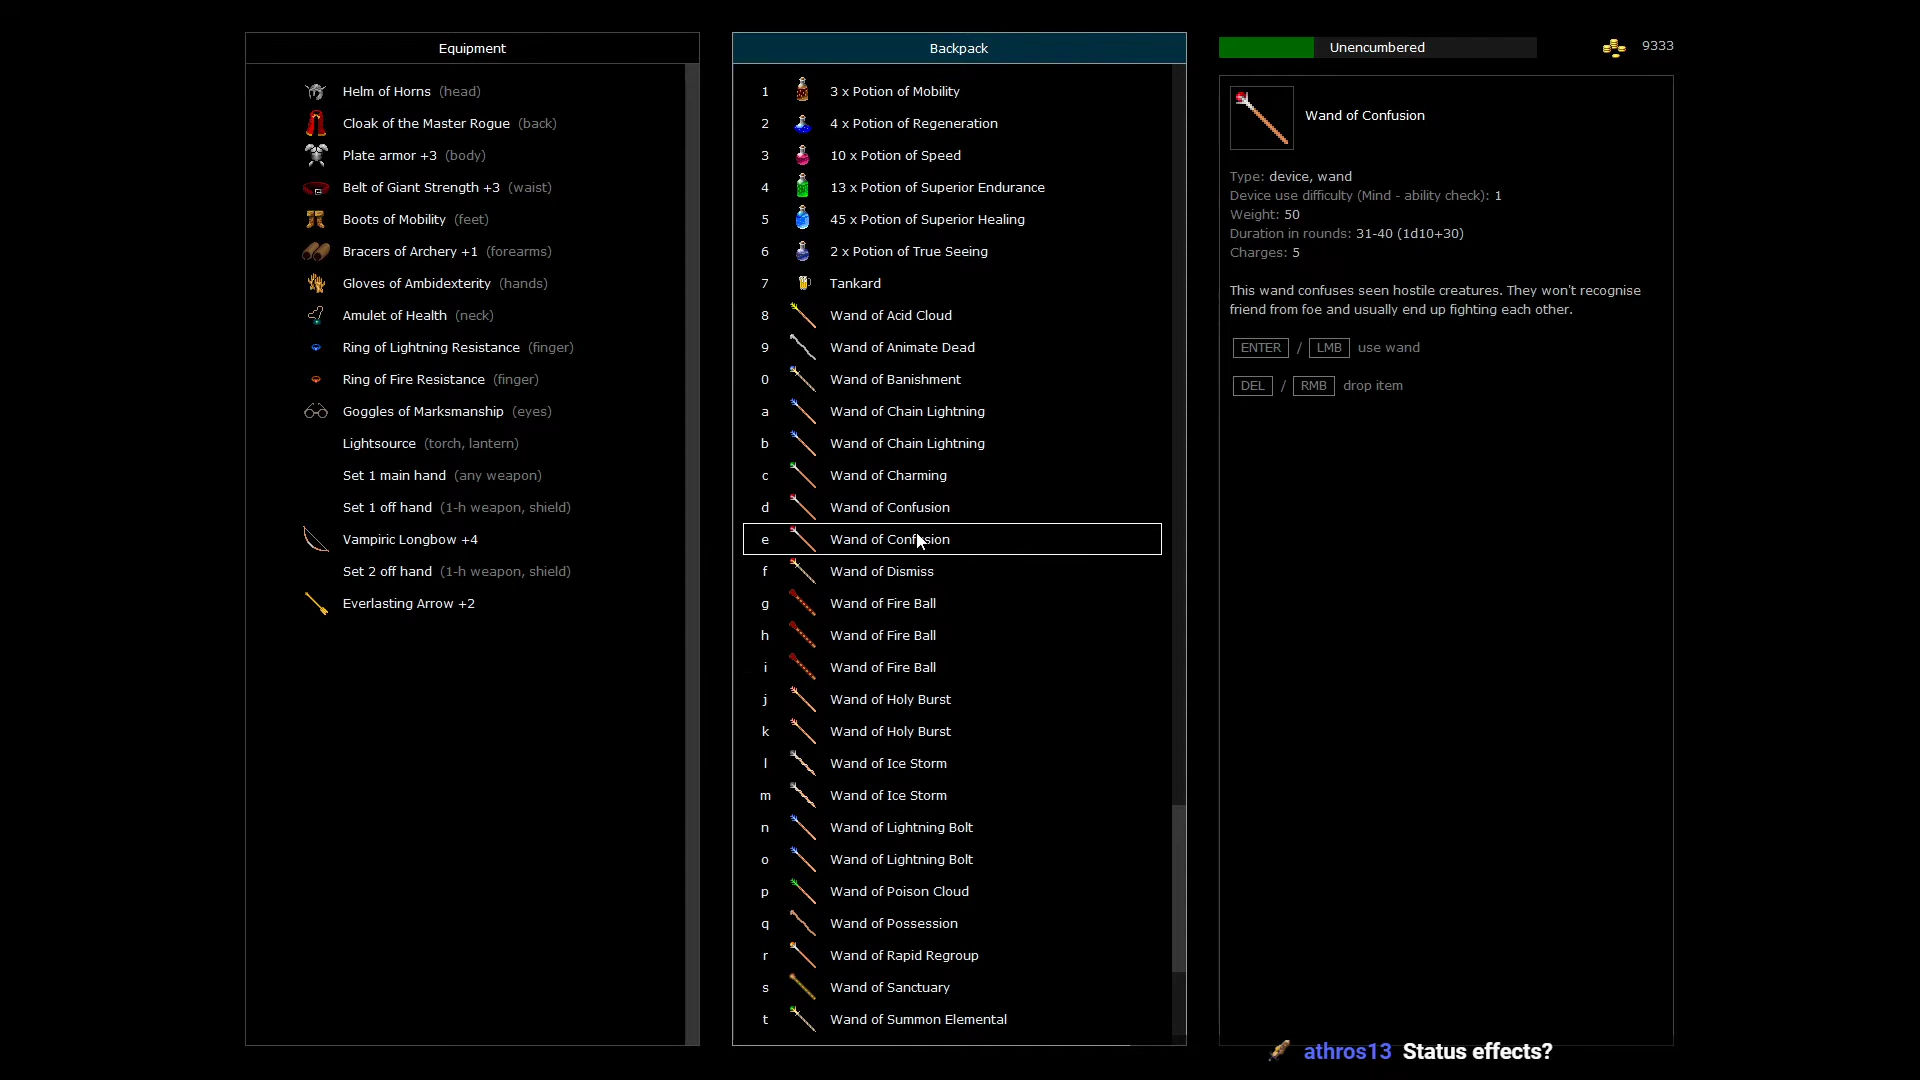 Equipment
Helm of Horns (head)
Cloak of the Master Rogue (back)
Plate armor +3 (body)
Belt of Giant Strength +3 (waist)
Boots of Mobility (feet)
Bracers of Archery +1 (forearms)
Gloves of Ambidexterity (hands)
Amulet of Health (neck)
Ring of Lightning Resistance (finger)
Ring of Fire Resistance (finger)
Goggles of Marksmanship (eyes)
Lightsource (torch, lantern)
Set 1 main hand (any weapon)
Set 1 off hand (1-h weapon, shield)
Vampiric Longbow +4
Set 2 off hand (1-h weapon, shield)
Everlasting Arrow +2
Backpack
1 3 x Potion of Mobility
2 4 x Potion of Regeneration
3 10 x Potion of Speed
4 13 x Potion of Superior Endurance
5 45 x Potion of Superior Healing
6 2 x Potion of True Seeing
7 Tankard
8 Wand of Acid Cloud
9 Wand of Animate Dead
0 Wand of Banishment
a Wand of Chain Lightning
b Wand of Chain Lightning
c Wand of Charming
d Wand of Confusion
e Wand of Confusion
f Wand of Dismiss
g Wand of Fire Ball
h Wand of Fire Ball
i Wand of Fire Ball
j Wand of Holy Burst
k Wand of Holy Burst
l Wand of Ice Storm
m Wand of Ice Storm
n Wand of Lightning Bolt
o Wand of Lightning Bolt
p Wand of Poison Cloud
q Wand of Possession
r Wand of Rapid Regroup
s Wand of Sanctuary
t Wand of Summon Elemental
Unencumbered 9333
Wand of Confusion
Type: device, wand
Device use difficulty (Mind - ability check): 1
Weight: 50
Duration in rounds: 31-40 (1d10+30)
Charges: 5
This wand confuses seen hostile creatures. They won't recognise
friend from foe and usually end up fighting each other.
ENTER / LMB use wand
DEL / RMB drop item
athros13 Status effects?